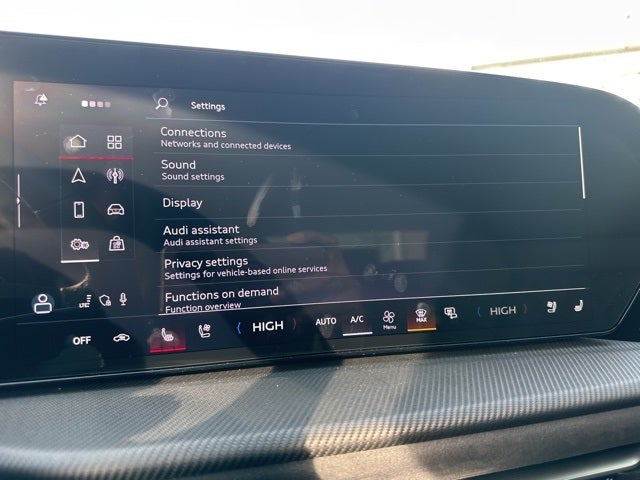 Settings
Connections
Networks and connected devices
Sound
Sound settings
Display
Audi assistant
Audi assistant settings
Privacy settings
Settings for vehicle-based online services
Functions on demand
Function overview
OFF
HIGH
AUTO
A/C
Menu
MAX
HIGH